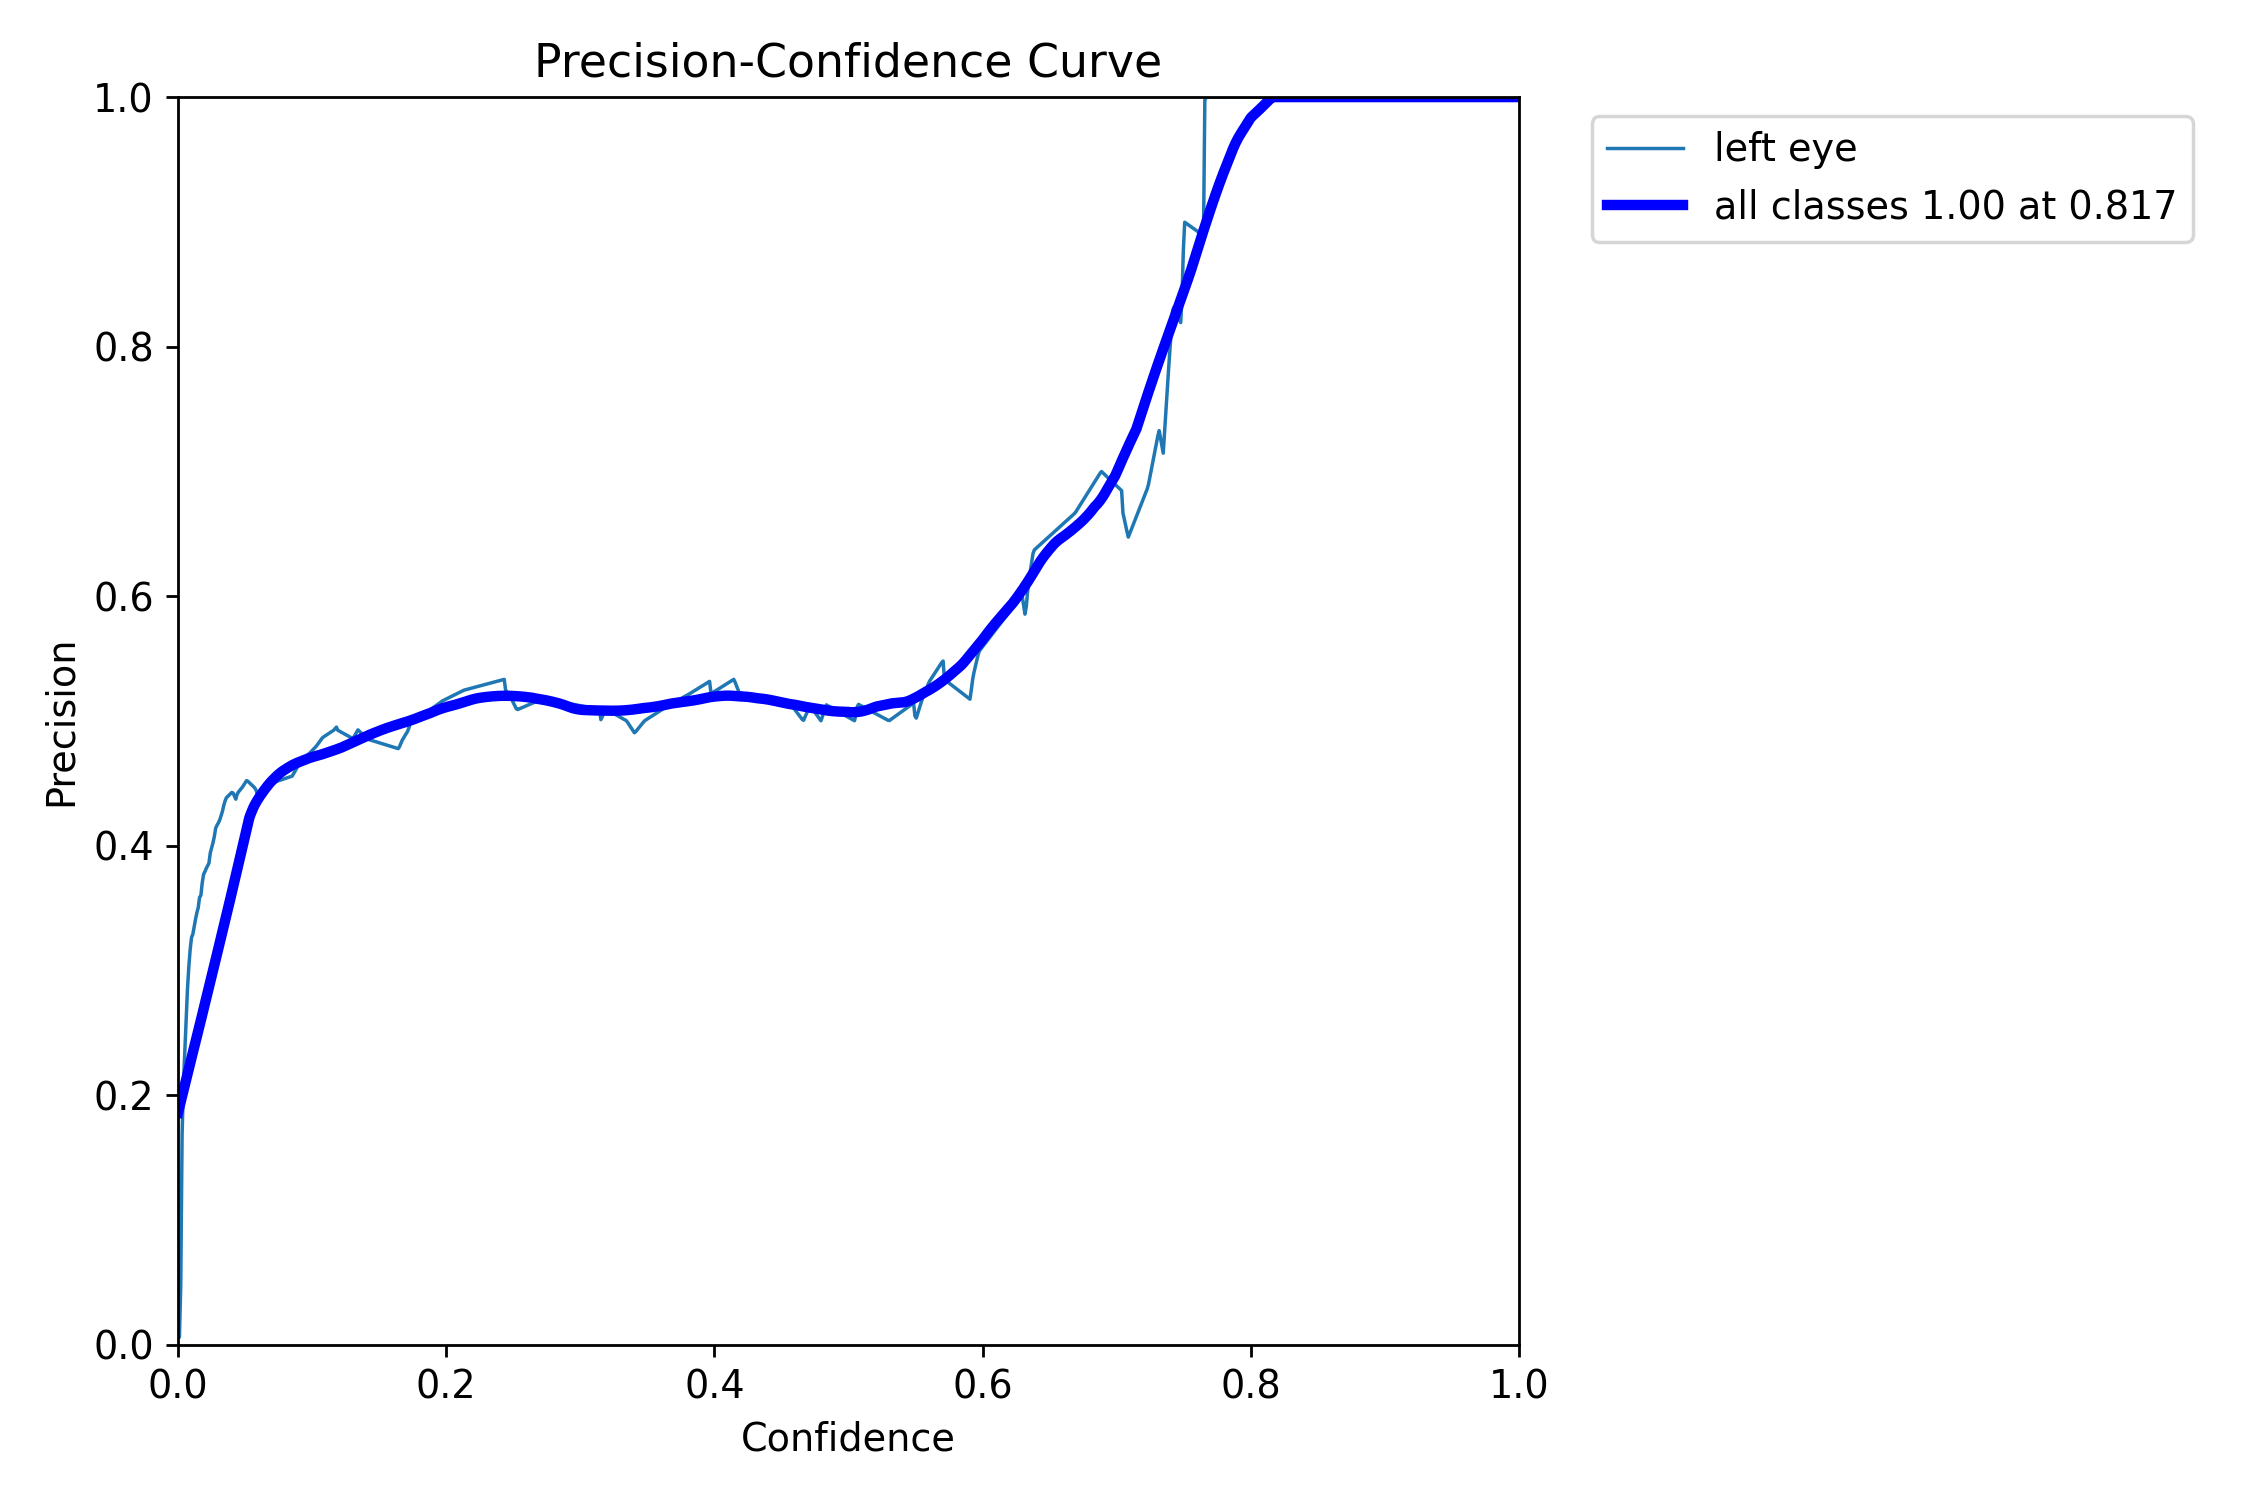 Precision-Confidence Curve
1.0
0.8
0.6
0.4
0.2
0.0
Precision
0.0 0.2 0.4 0.6 0.8 1.0
Confidence
left eye
all classes 1.00 at 0.817